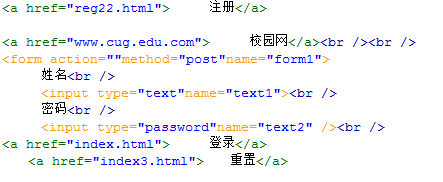 <a href="reg22.html">        注册</a>
<a href="www.cug.edu.com">        校园网</a><br /><br />
<form action=""method="post"name="form1">
姓名<br />
<input type="text"name="text1"><br />
密码<br />
<input type="password"name="text2" /><br />
<a href="index.html">        登录</a>
<a href="index3.html">    重置</a>